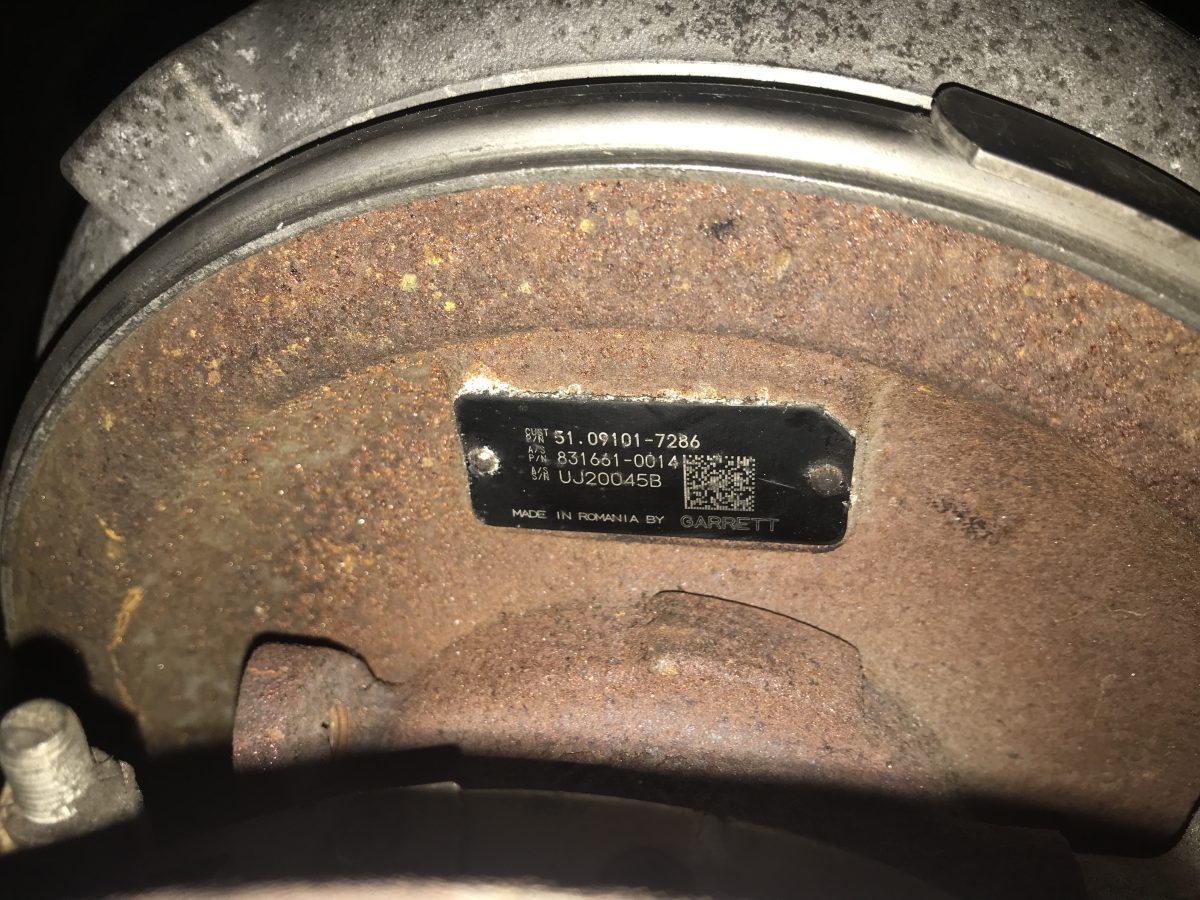 CUST P/N 51.09101-7286
A/S P/N 831661-0014
A/S S/N UJ20045B
MADE IN ROMANIA BY GARRETT